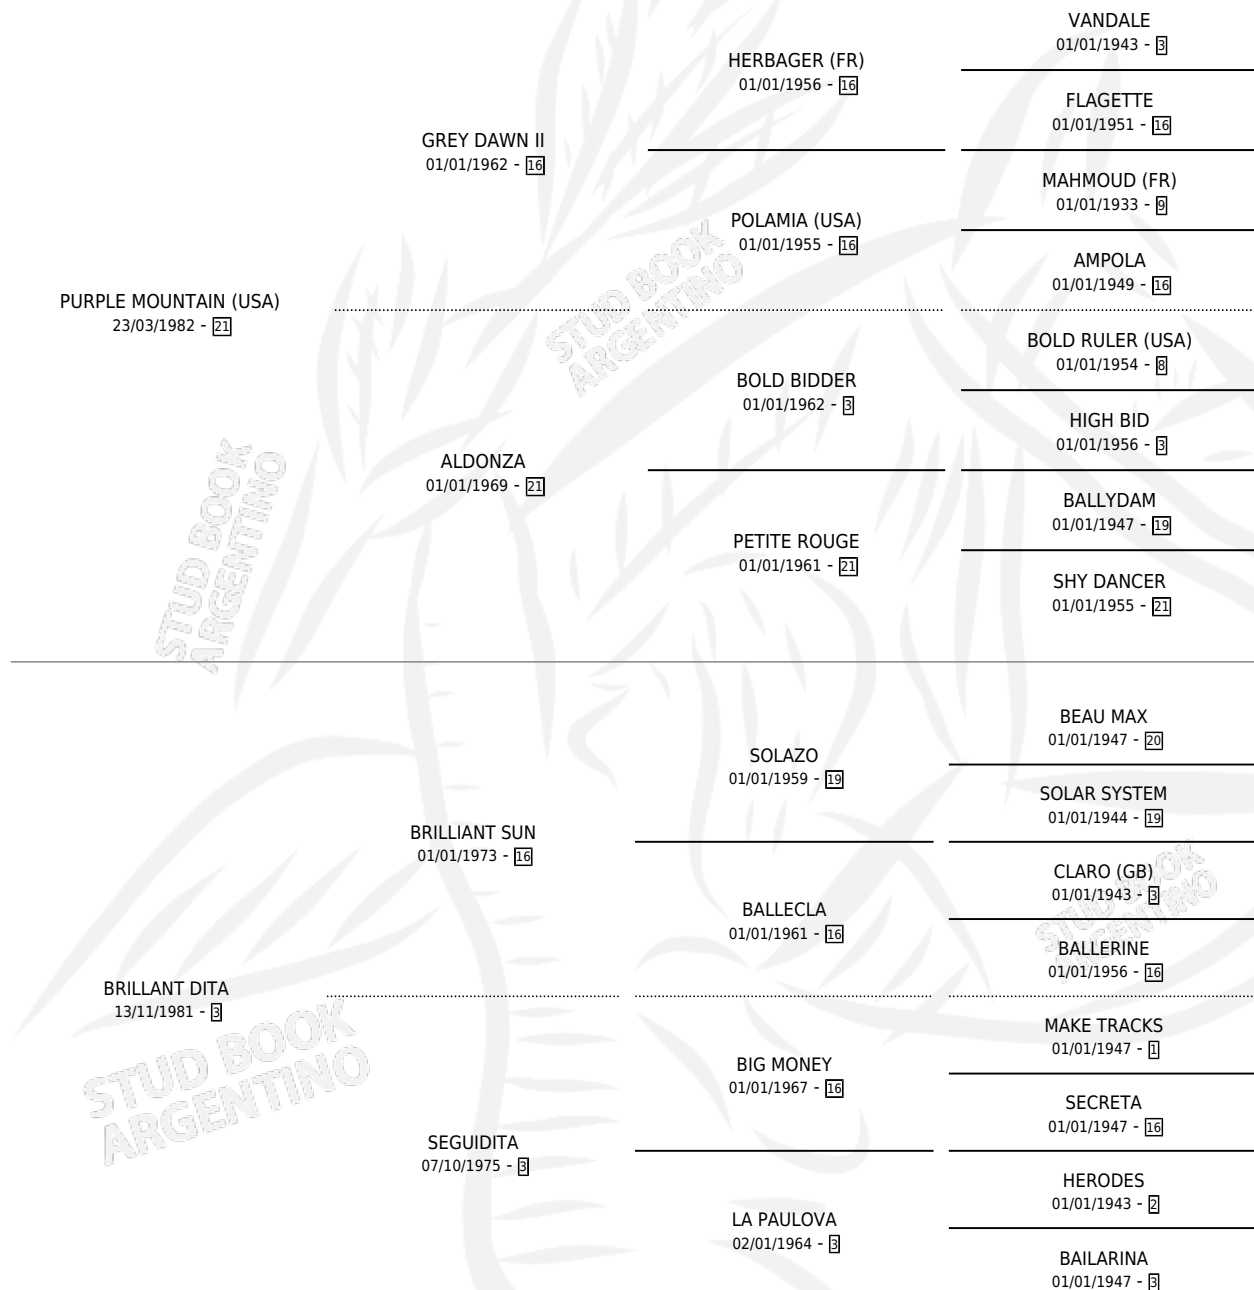 VANDALE
01/01/1943 - 3
HERBAGER (FR)
01/01/1956 - 16
FLAGETTE
01/01/1951 - 16
GREY DAWN II
01/01/1962 - 16
MAHMOUD (FR)
01/01/1933 - 9
POLAMIA (USA)
01/01/1955 - 16
AMPOLA
01/01/1949 - 16
PURPLE MOUNTAIN (USA)
23/03/1982 - 21
STUD BOOK
ARGENTINO
BOLD RULER (USA)
01/01/1954 - 8
BOLD BIDDER
01/01/1962 - 3
HIGH BID
01/01/1956 - 3
ALDONZA
01/01/1969 - 21
BALLYDAM
01/01/1947 - 19
PETITE ROUGE
01/01/1961 - 21
SHY DANCER
01/01/1955 - 21
STUD BOOK
ARGENTINO
BEAU MAX
01/01/1947 - 20
SOLAZO
01/01/1959 - 19
SOLAR SYSTEM
01/01/1944 - 19
BRILLIANT SUN
01/01/1973 - 16
CLARO (GB)
01/01/1943 - 3
BALLECLA
01/01/1961 - 16
STUD BOOK
ARGENTINO
BALLERINE
01/01/1956 - 16
BRILLANT DITA
13/11/1981 - 3
STUD BOOK
ARGENTINO
MAKE TRACKS
01/01/1947 - 1
BIG MONEY
01/01/1967 - 16
SECRETA
01/01/1947 - 16
SEGUIDITA
07/10/1975 - 3
HERODES
01/01/1943 - 2
LA PAULOVA
02/01/1964 - 3
BAILARINA
01/01/1947 - 3